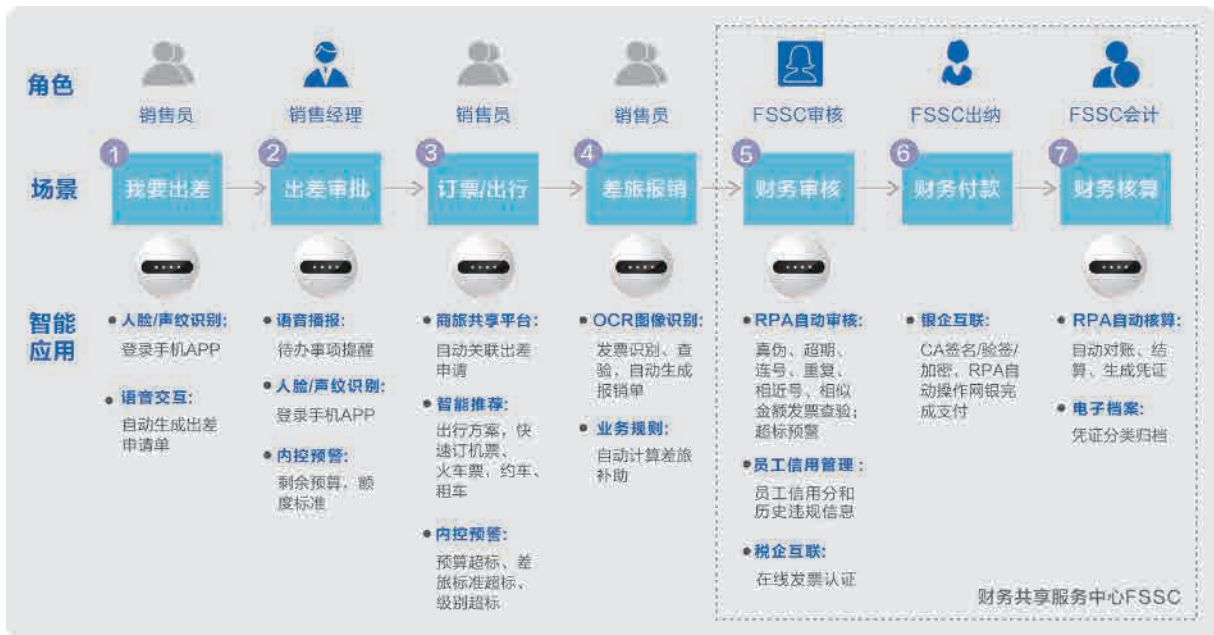 角色
销售员
销售经理
销售员
销售员
FSSC审核
FSSC出纳
FSSC会计
场景
1
我要出差
2
出差审批
3
订票/出行
4
差旅报销
5
财务审核
6
财务付款
7
财务核算
智能
应用
• 人脸/声纹识别:
登录手机APP
• 语音交互:
自动生成出差
申请单
• 语音播报:
待办事项提醒
• 人脸/声纹识别:
登录手机APP
• 内控预警:
剩余预算，额
度标准
• 商旅共享平台:
自动关联出差
申请
• 智能推荐:
出行方案，快
速订机票、
火车票，约车、
租车
• 内控预警:
预算超标、差
旅标准超标、
级别超标
• OCR图像识别:
发票识别、查
验，自动生成
报销单
• 业务规则:
自动计算差旅
补助
• RPA自动审核:
真伪、超期、
连号、重复、
相近号、相似
金额发票查验;
超标预警
• 员工信用管理:
员工信用分和
历史违规信息
• 税企互联:
在线发票认证
• 银企互联:
CA签名/验签/
加密，RPA自
动操作网银完
成支付
• RPA自动核算:
自动对账、结
算、生成凭证
• 电子档案:
凭证分类归档
财务共享服务中心FSSC